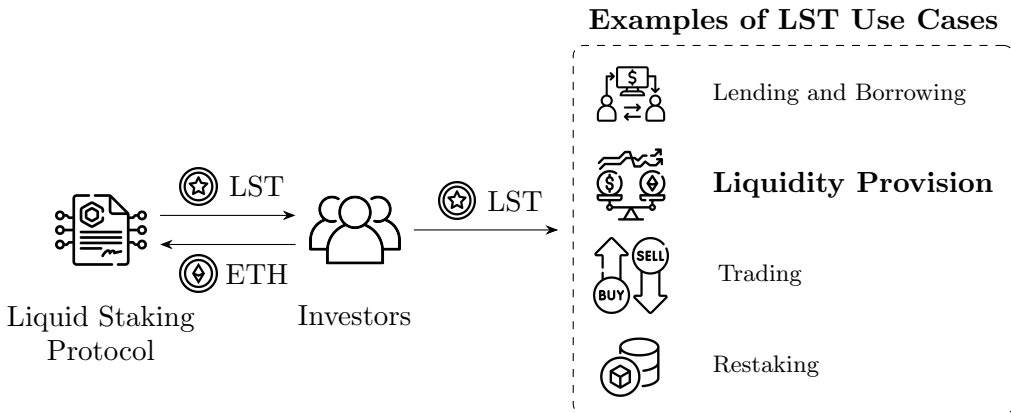 Examples of LST Use Cases
$
Lending and Borrowing
$
Liquidity Provision
LST
LST
ETH
SELL
BUY
Trading
Liquid Staking
Protocol
Investors
Restaking